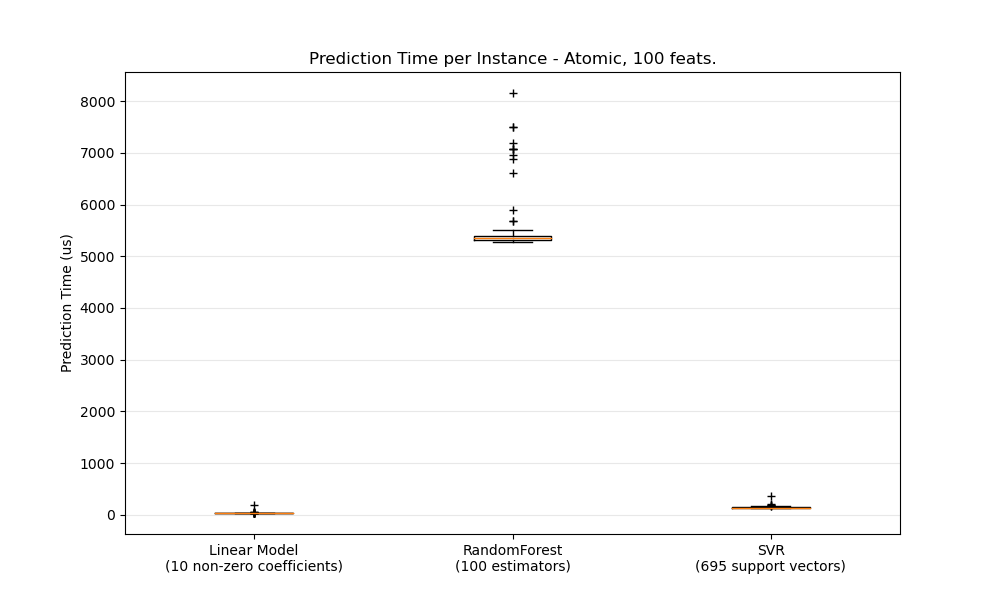 Prediction Time per Instance - Atomic, 100 feats.
8000
7000
6000
5000
4000
3000
2000
1000
0
Prediction Time (us)
Linear Model
(10 non-zero coefficients)
RandomForest
(100 estimators)
SVR
(695 support vectors)